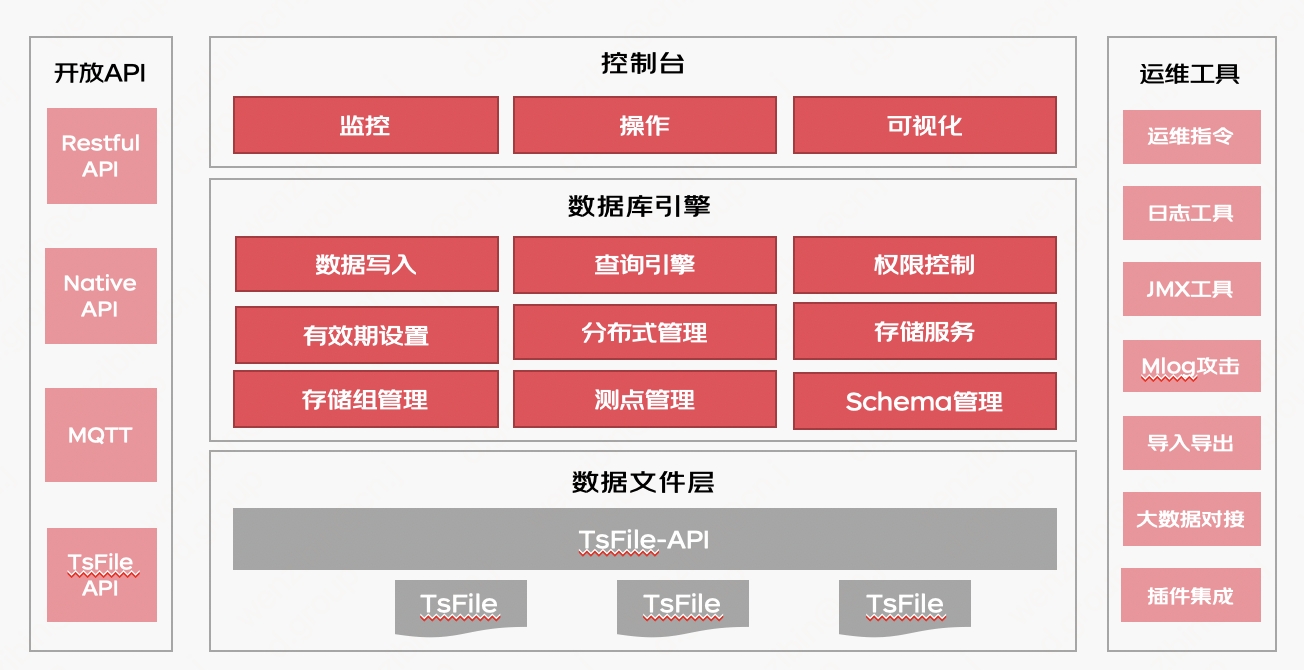 开放API
Restful
API
Native
API
MQTT
TsFile
API
控制台
监控
操作
可视化
数据库引擎
数据写入
查询引擎
权限控制
有效期设置
分布式管理
存储服务
存储组管理
测点管理
Schema管理
数据文件层
TsFile-API
TsFile
TsFile
TsFile
运维工具
运维指令
日志工具
JMX工具
Mlog攻击
导入导出
大数据对接
插件集成